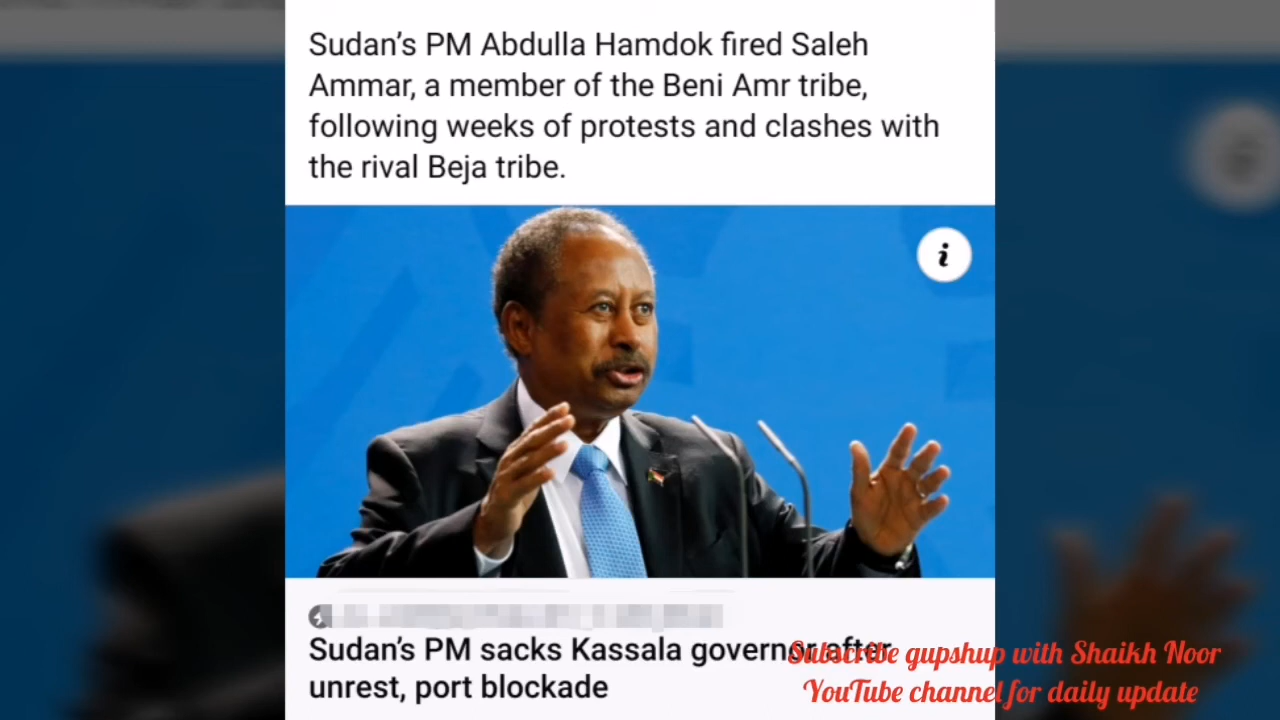 Sudan’s PM Abdulla Hamdok fired Saleh
Ammar, a member of the Beni Amr tribe,
following weeks of protests and clashes with
the rival Beja tribe.
i
Sudan’s PM sacks Kassala governor after
unrest, port blockade
Subscribe gupshup with Shaikh Noor
YouTube channel for daily update